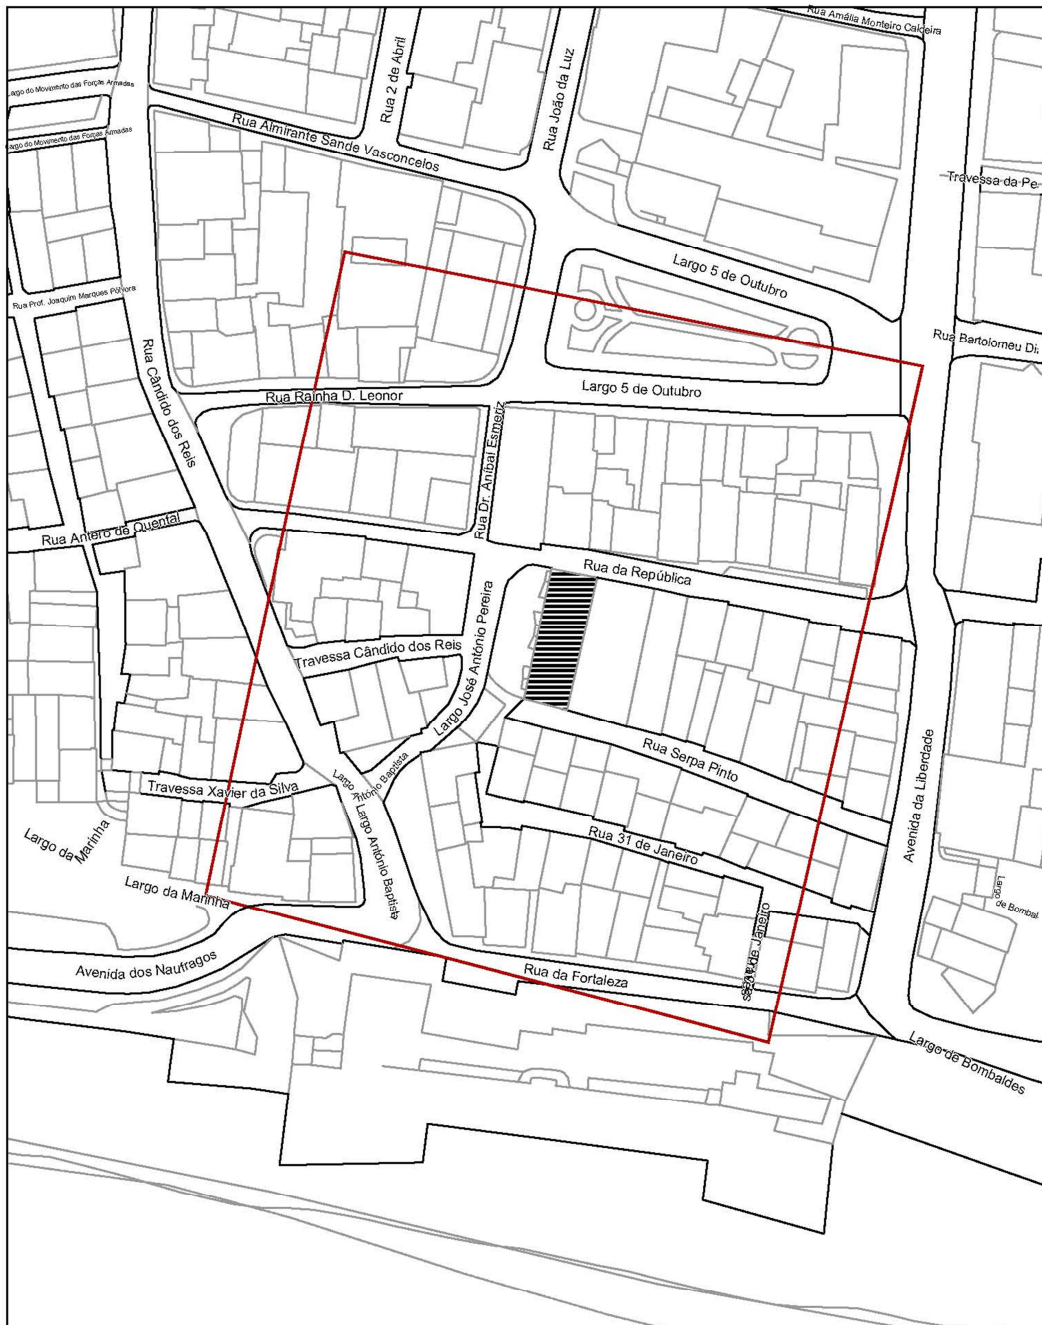 Rua Amália Monteiro Caldeira
Rua 2 de Abril
Rua João da Luz
Largo do Movimento das Forças Armadas
Rua Almirante Sande Vasconcelos
Largo do Movimento das Forças Armadas
Travessa da Pe
Largo 5 de Outubro
Rua Prof. Joaquim Marques Pólvora
Rua Bartolomeu Di
Rua Cândido dos Reis
Largo 5 de Outubro
Rua Rainha D. Leonor
Rua Dr. Aníbal Esmeriz
Rua Antero de Quental
Rua da República
Travessa Cândido dos Reis
Largo José António Pereira
Rua Serpa Pinto
Avenida da Liberdade
Largo A
ntónio Baptista
Travessa Xavier da Silva
Largo António Baptista
Rua 31 de Janeiro
Largo da
Marinha
Largo da Marinha
Largo
de Bombal
de Janeiro
Avenida dos Naufragos
Rua da Fortaleza
Largo de Bombaldes